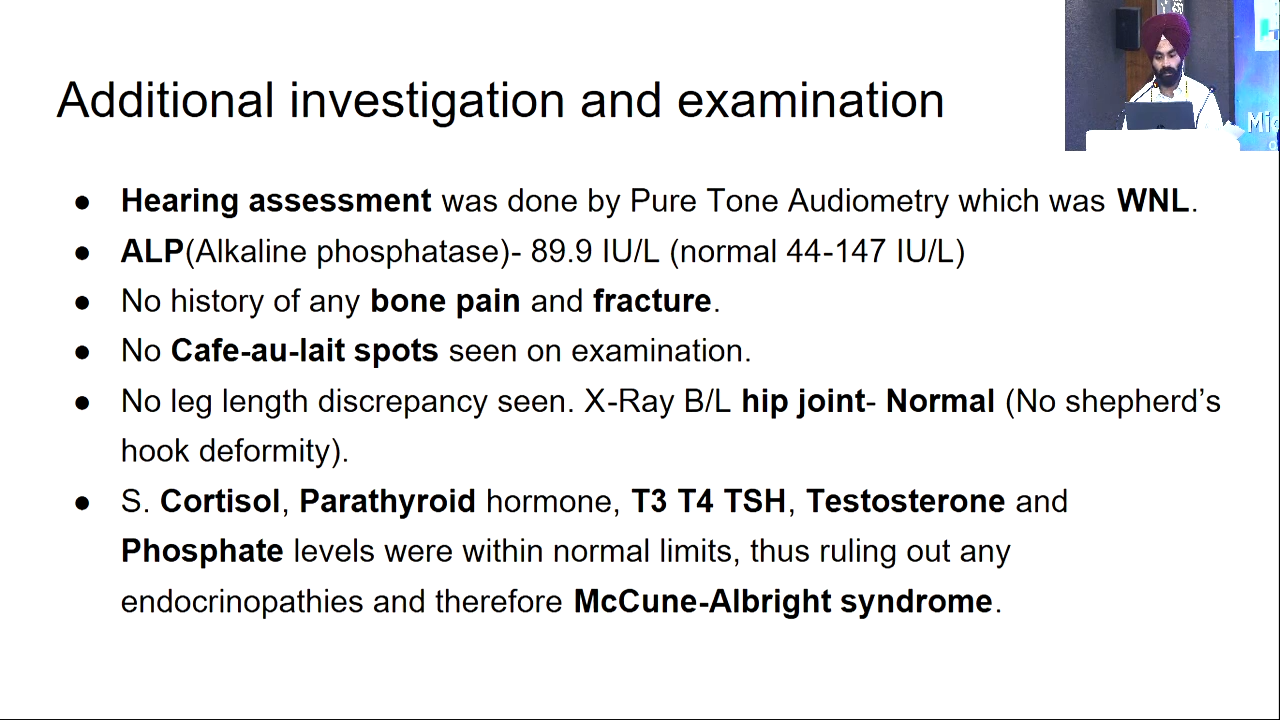 Additional investigation and examination
● Hearing assessment was done by Pure Tone Audiometry which was WNL.
● ALP(Alkaline phosphatase)- 89.9 IU/L (normal 44-147 IU/L)
● No history of any bone pain and fracture.
● No Cafe-au-lait spots seen on examination.
● No leg length discrepancy seen. X-Ray B/L hip joint- Normal (No shepherd’s
hook deformity).
● S. Cortisol, Parathyroid hormone, T3 T4 TSH, Testosterone and
Phosphate levels were within normal limits, thus ruling out any
endocrinopathies and therefore McCune-Albright syndrome.